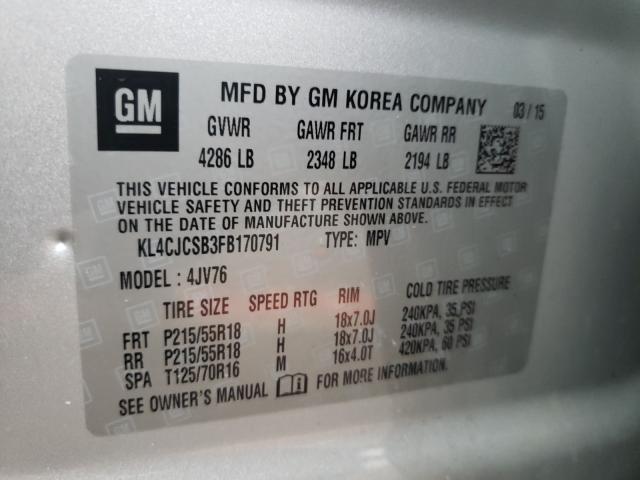 GM
MFD BY GM KOREA COMPANY 03/15
GVWR GAWR FRT GAWR RR
4286 LB 2348 LB 2194 LB
THIS VEHICLE CONFORMS TO ALL APPLICABLE U.S. FEDERAL MOTOR
VEHICLE SAFETY AND THEFT PREVENTION STANDARDS IN EFFECT
ON THE DATE OF MANUFACTURE SHOWN ABOVE.
KL4CJCSB3FB170791 TYPE: MPV
MODEL: 4JV76
TIRE SIZE SPEED RTG RIM COLD TIRE PRESSURE
FRT P215/55R18 H 18x7.0J 240KPA, 35 PSI
RR P215/55R18 H 18x7.0J 240KPA, 35 PSI
SPA T125/70R16 M 16x4.0T 420KPA, 60 PSI
SEE OWNER'S MANUAL FOR MORE INFORMATION.